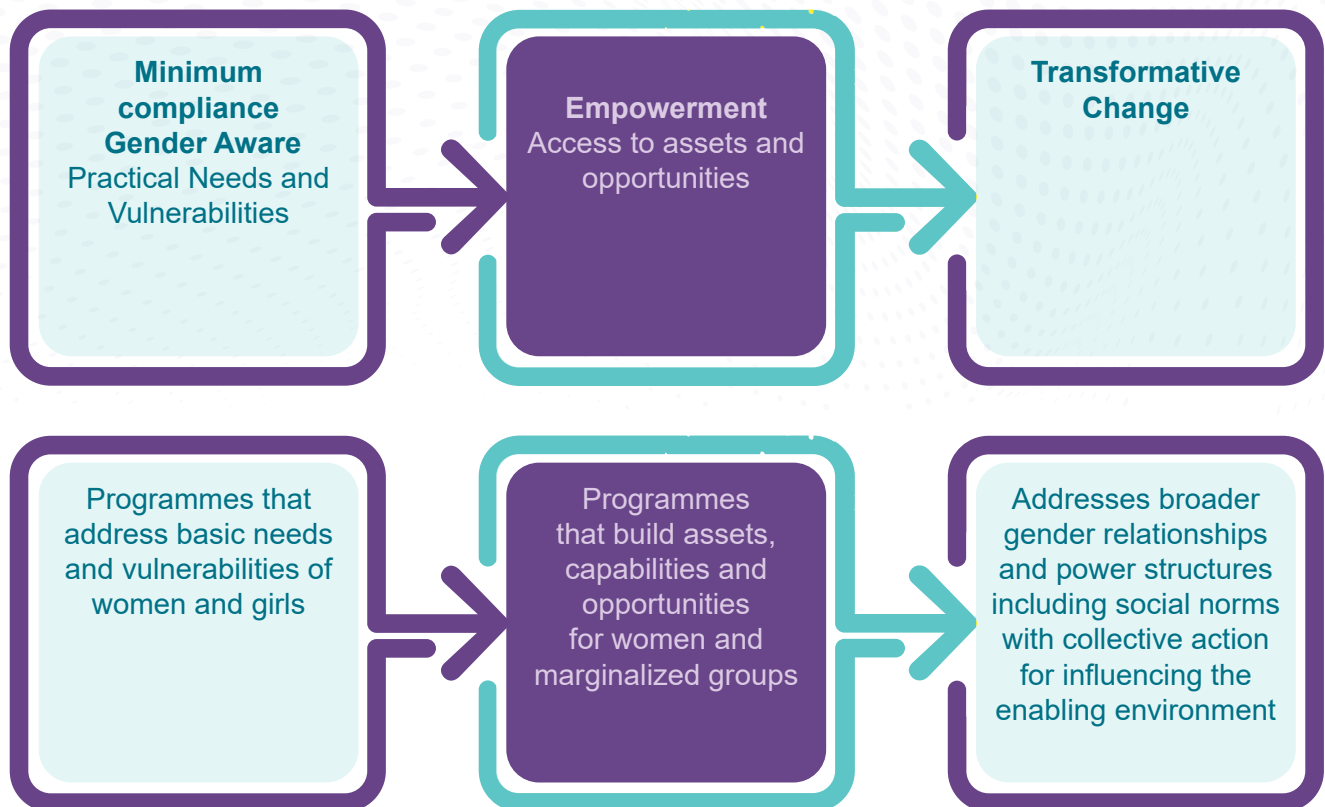 Minimum
compliance
Gender Aware
Practical Needs and
Vulnerabilities
Empowerment
Access to assets and
opportunities
Transformative
Change
Programmes that
address basic needs
and vulnerabilities of
women and girls
Programmes
that build assets,
capabilities and
opportunities
for women and
marginalized groups
Addresses broader
gender relationships
and power structures
including social norms
with collective action
for influencing the
enabling environment